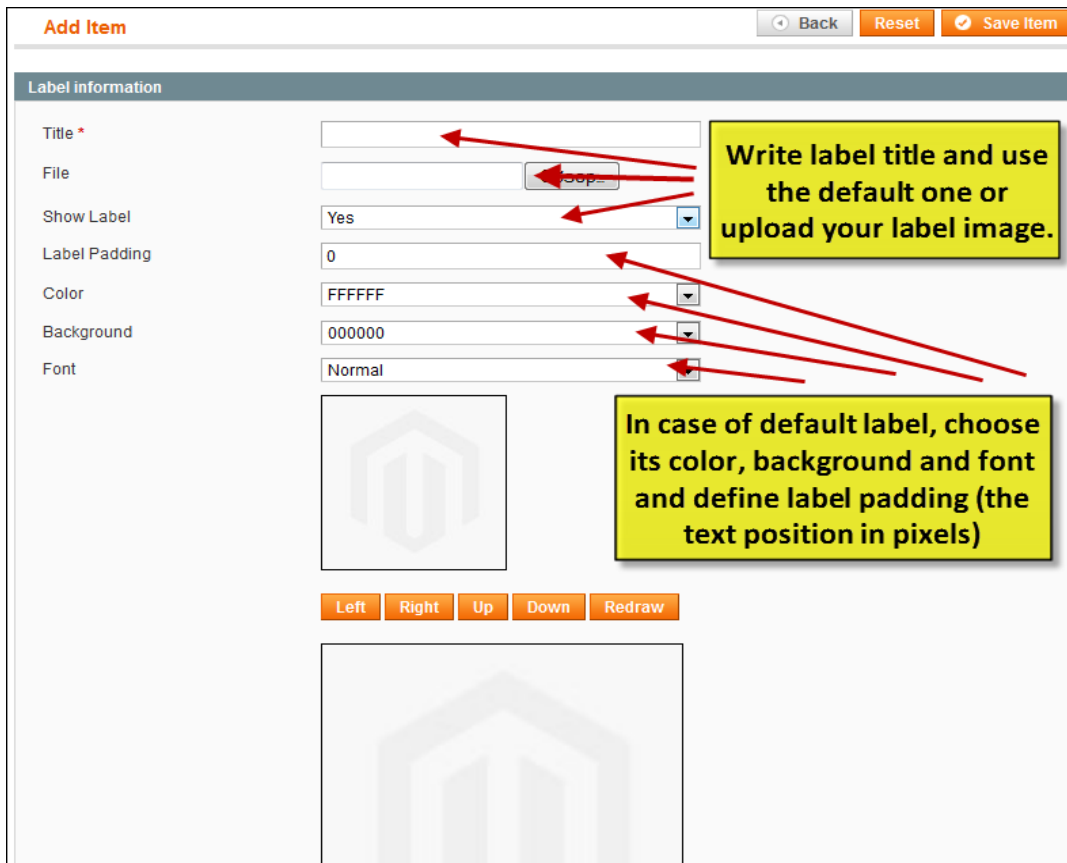 Add Item
Back
Reset
Save Item
Label information
Title *
File
Show Label
Yes
Label Padding
0
Color
FFFFFF
Background
000000
Font
Normal
Write label title and use
the default one or
upload your label image.
In case of default label, choose
its color, background and font
and define label padding (the
text position in pixels)
Left
Right
Up
Down
Redraw